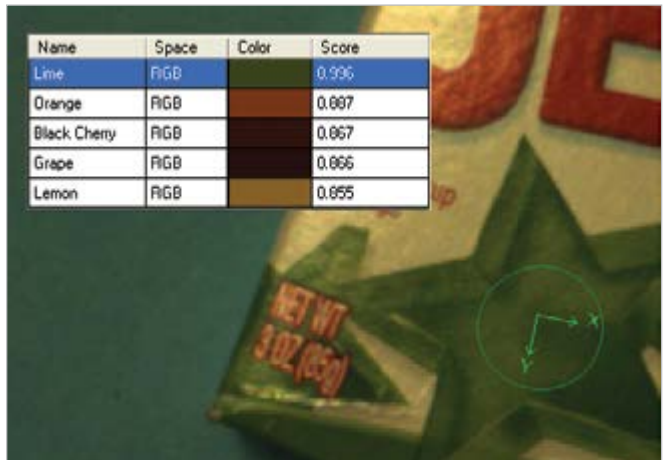 Name Space Color Score
Lime RGB 0.996
Orange RGB 0.887
Black Cherry RGB 0.867
Grape RGB 0.866
Lemon RGB 0.855
up
NET WT
3 OZ (85g)
X
Y